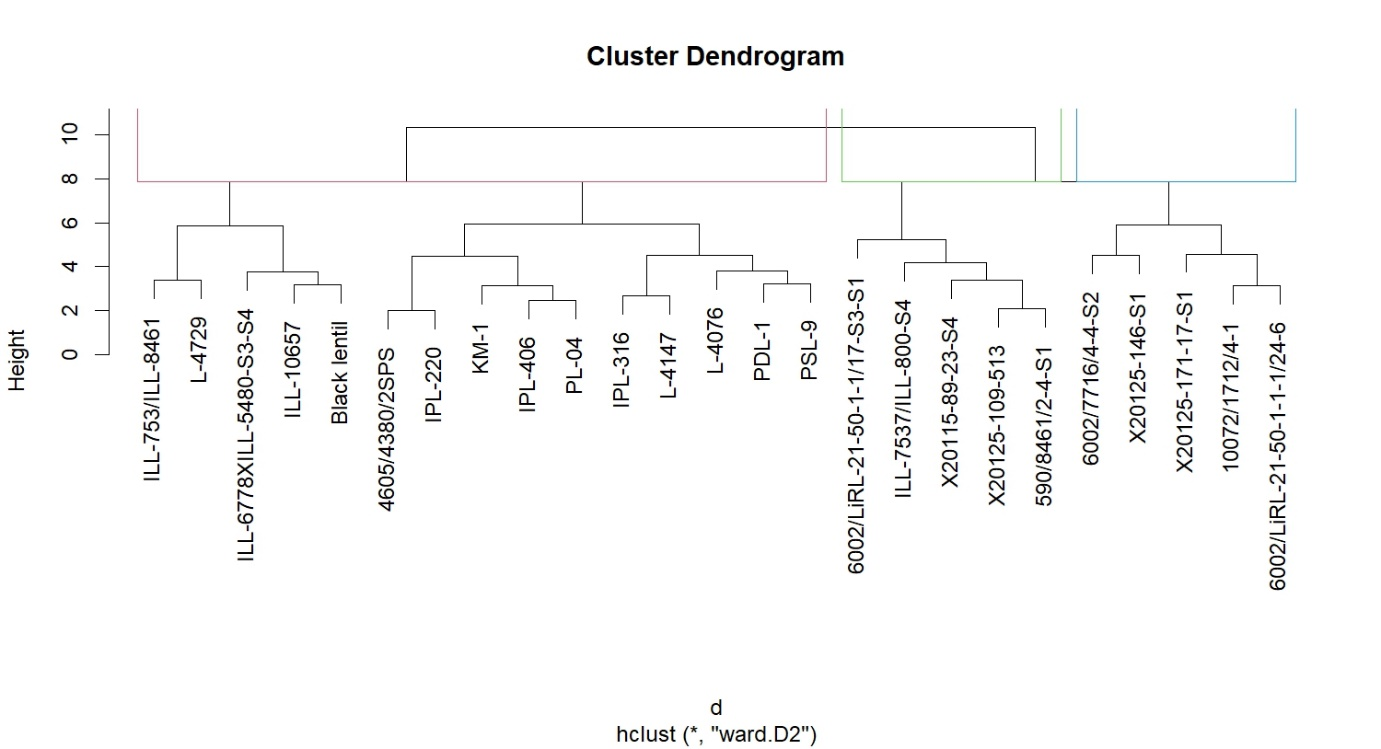 Cluster Dendrogram
Height
10
8
6
4
2
0
ILL-753/ILL-8461
L-4729
ILL-6778XILL-5480-S3-S4
ILL-10657
Black lentil
4605/4380/2SPS
IPL-220
KM-1
IPL-406
PL-04
IPL-316
L-4147
L-4076
PDL-1
PSL-9
6002/LiRL-21-50-1-1/17-S3-S1
ILL-7537/ILL-800-S4
X20115-89-23-S4
X20125-109-513
590/8461/2-4-S1
6002/7716/4-4-S2
X20125-146-S1
X20125-171-17-S1
10072/1712/4-1
6002/LiRL-21-50-1-1-1/24-6
d
hclust (*, "ward.D2")